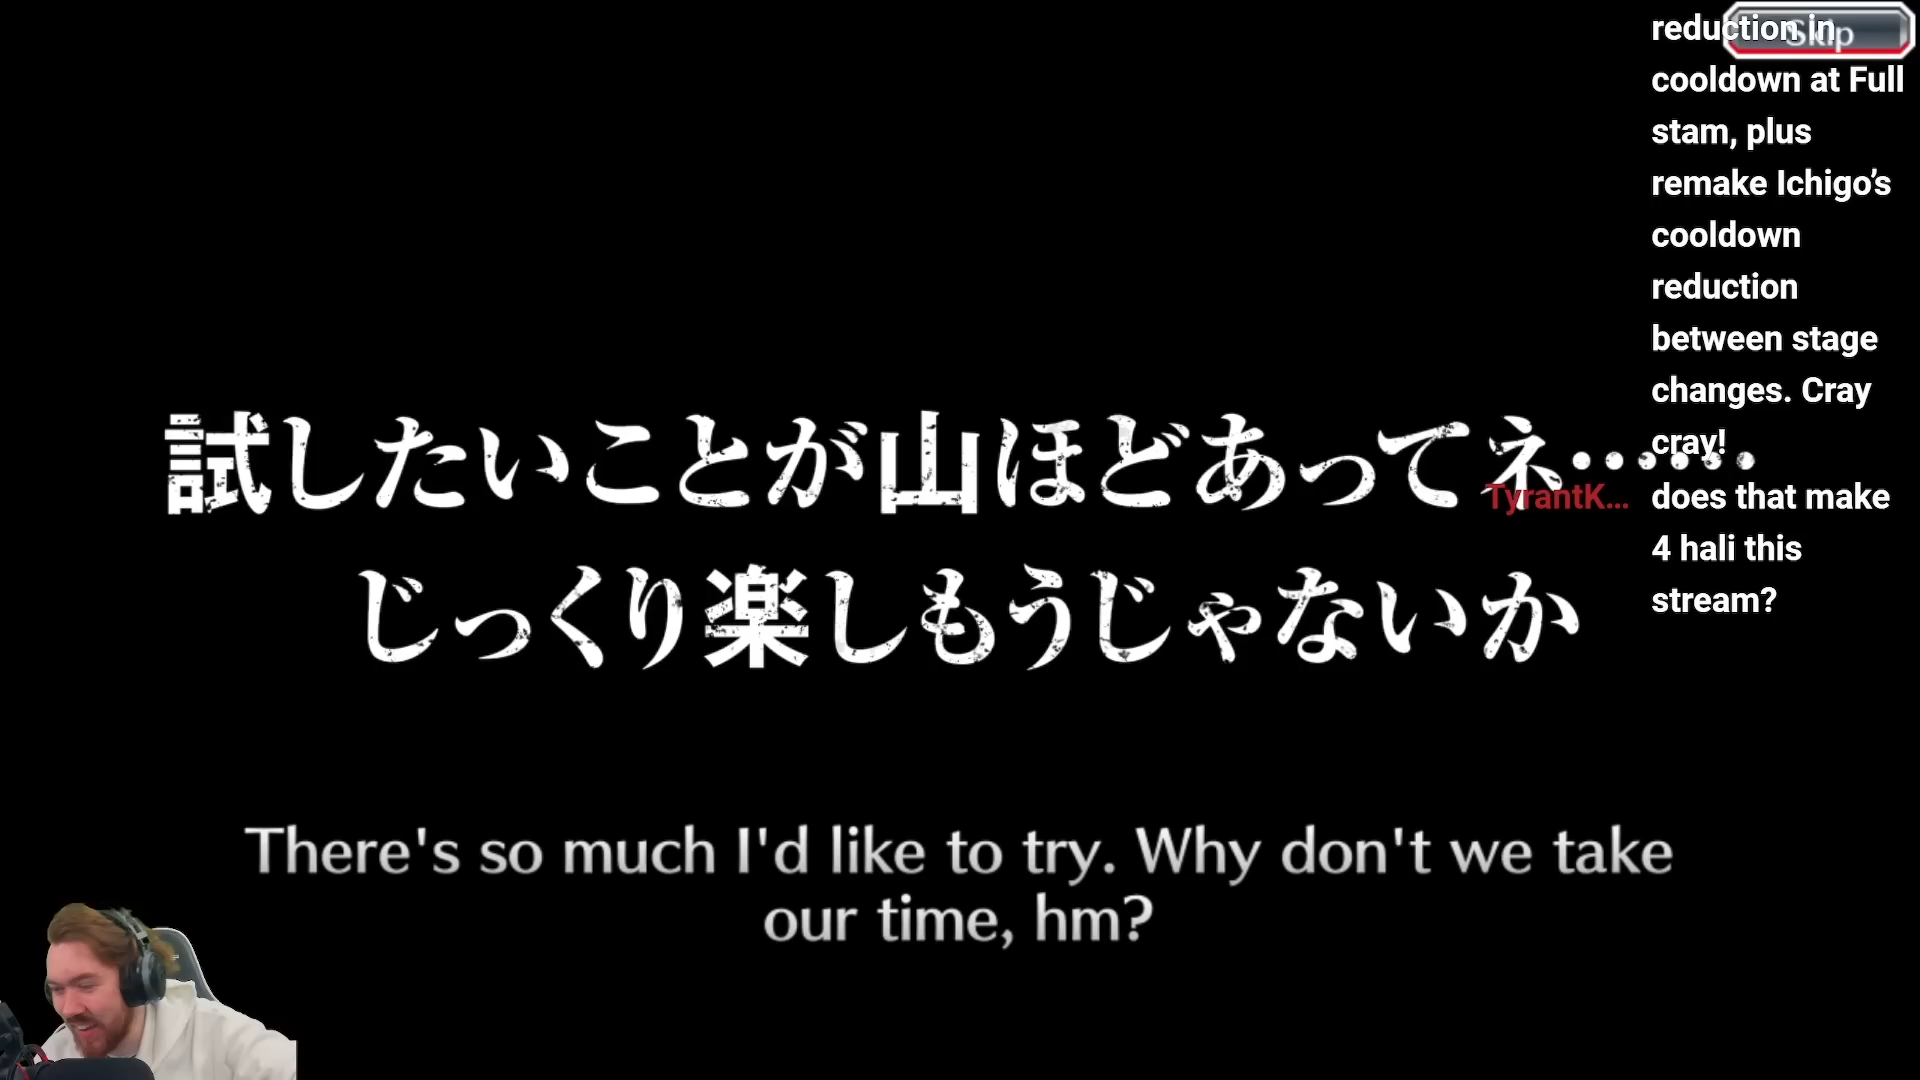 Skip
reduction in
cooldown at Full
stam, plus
remake Ichigo’s
cooldown
reduction
between stage
changes. Cray
cray!
TyrantK… does that make
4 hali this
stream?
試したいことが山ほどあってネ……
じっくり楽しもうじゃないか
There's so much I'd like to try. Why don't we take
our time, hm?